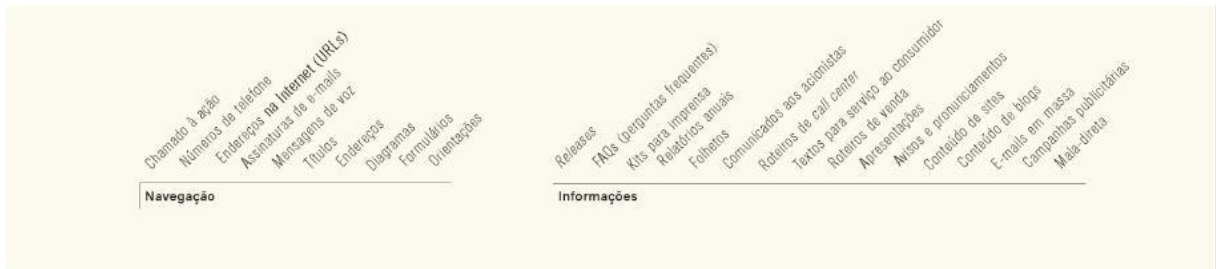 Chamado à ação
Números de telefone
Endereços na Internet (URLs)
Assinaturas de e-mails
Mensagens de voz
Títulos
Endereços
Diagramas
Formulários
Orientações
Navegação
Releases
FAQs (perguntas frequentes)
Kits para imprensa
Relatórios anuais
Folhetos
Comunicados aos acionistas
Roteiros de call center
Textos para serviço ao consumidor
Roteiros de venda
Apresentações
Avisos e pronunciamentos
Conteúdo de sites
Conteúdo de blogs
E-mails em massa
Campanhas publicitárias
Mala-direta
Informações